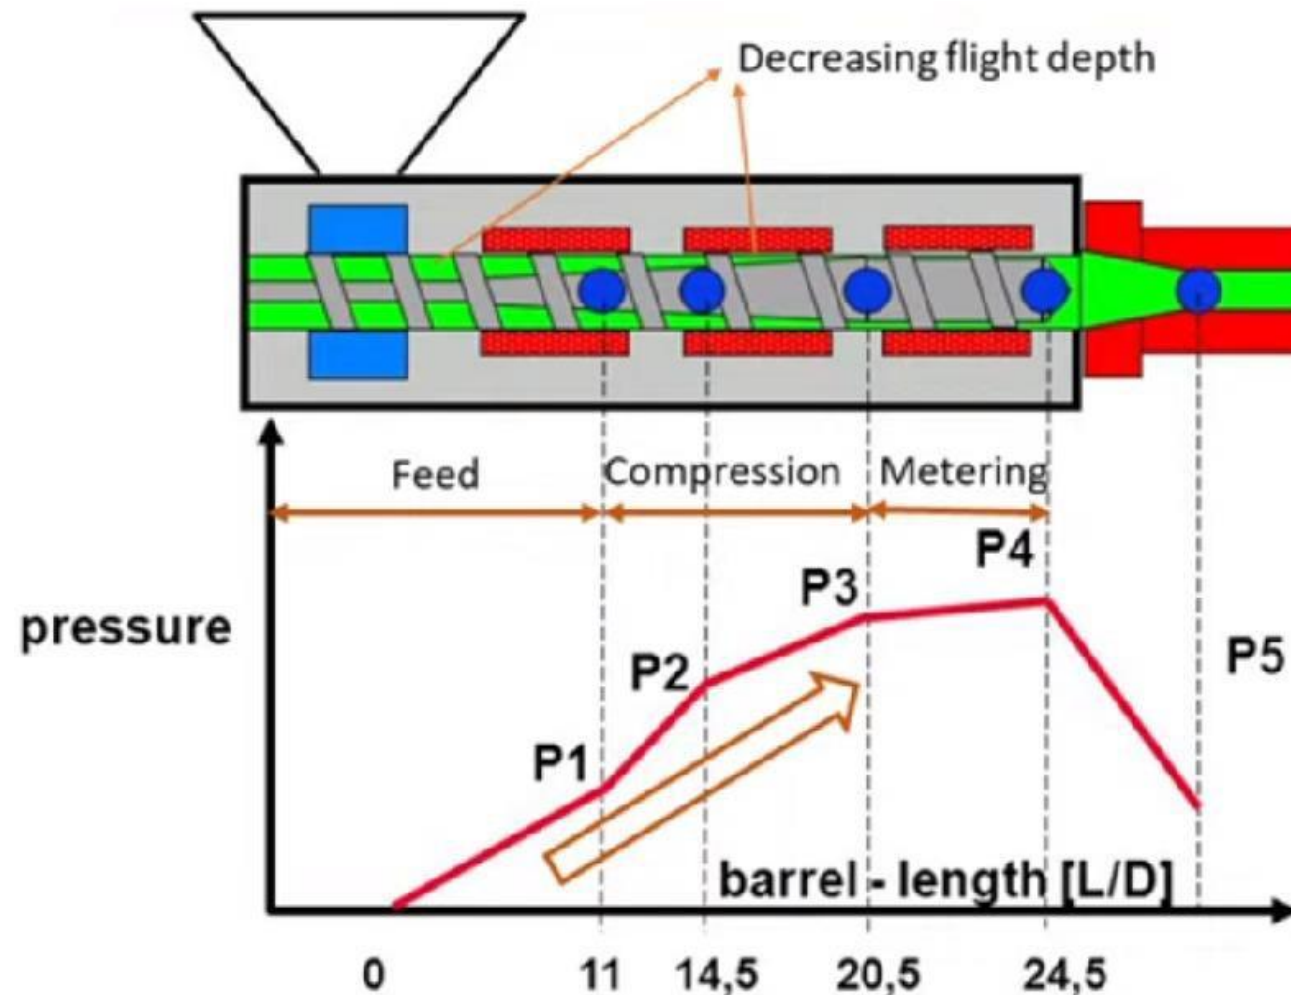 Decreasing flight depth
Feed
Compression
Metering
P4
P3
pressure
P5
P2
P1
barrel - length [L/D]
0
11
14,5
20,5
24,5